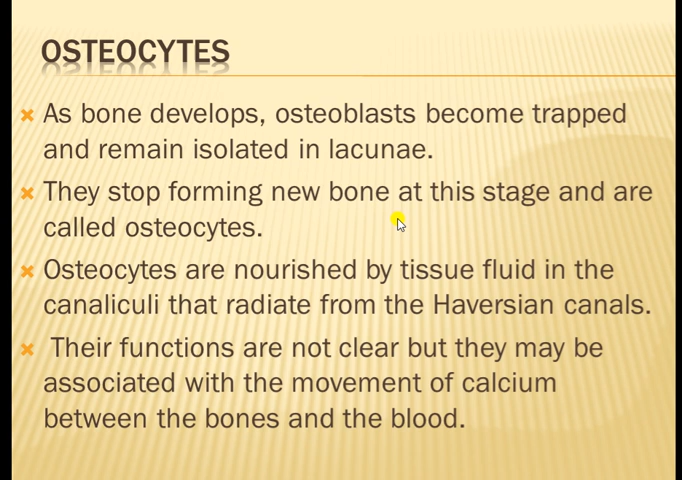 OSTEOCYTES
As bone develops, osteoblasts become trapped
and remain isolated in lacunae.
They stop forming new bone at this stage and are
called osteocytes.
Osteocytes are nourished by tissue fluid in the
canaliculi that radiate from the Haversian canals.
Their functions are not clear but they may be
associated with the movement of calcium
between the bones and the blood.